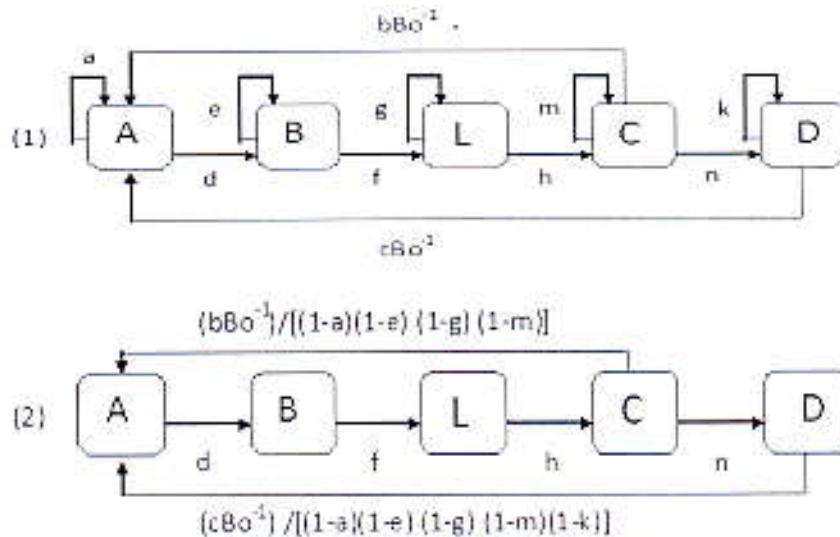 bBo⁻¹
a
e
g
m
k
(1) A B L C D
d f h n
cBo⁻¹
(bBo⁻¹)/[(1-a)(1-e) (1-g) (1-m)]
(2) A B L C D
d f h n
(cBo⁻¹) /[(1-a)(1-e) (1-g) (1-m)(1-k)]